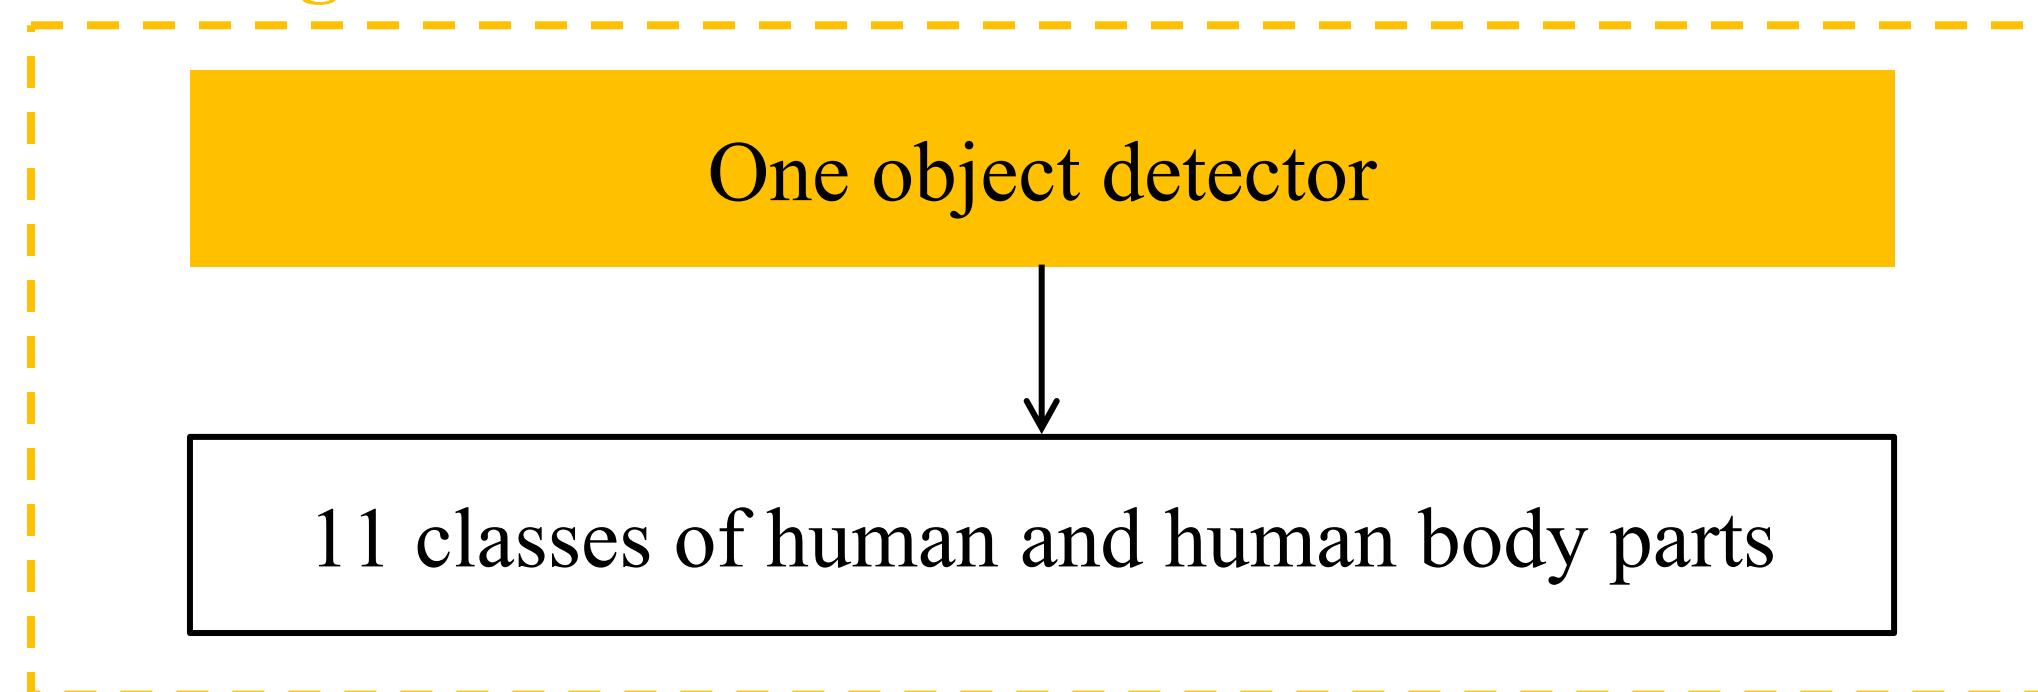 One object detector
11 classes of human and human body parts